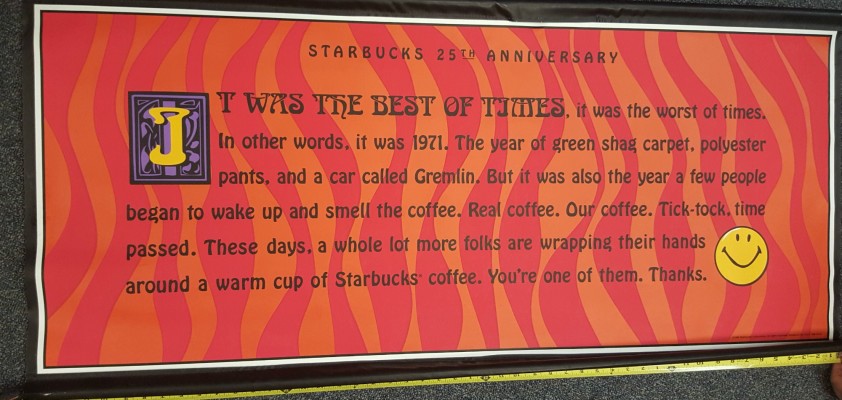 STARBUCKS 25TH ANNIVERSARY
IT WAS THE BEST OF TIMES, it was the worst of times.
In other words, it was 1971. The year of green shag carpet, polyester
pants, and a car called Gremlin. But it was also the year a few people
began to wake up and smell the coffee. Real coffee. Our coffee. Tick-tock, time
passed. These days, a whole lot more folks are wrapping their hands
around a warm cup of Starbucks® coffee. You're one of them. Thanks.